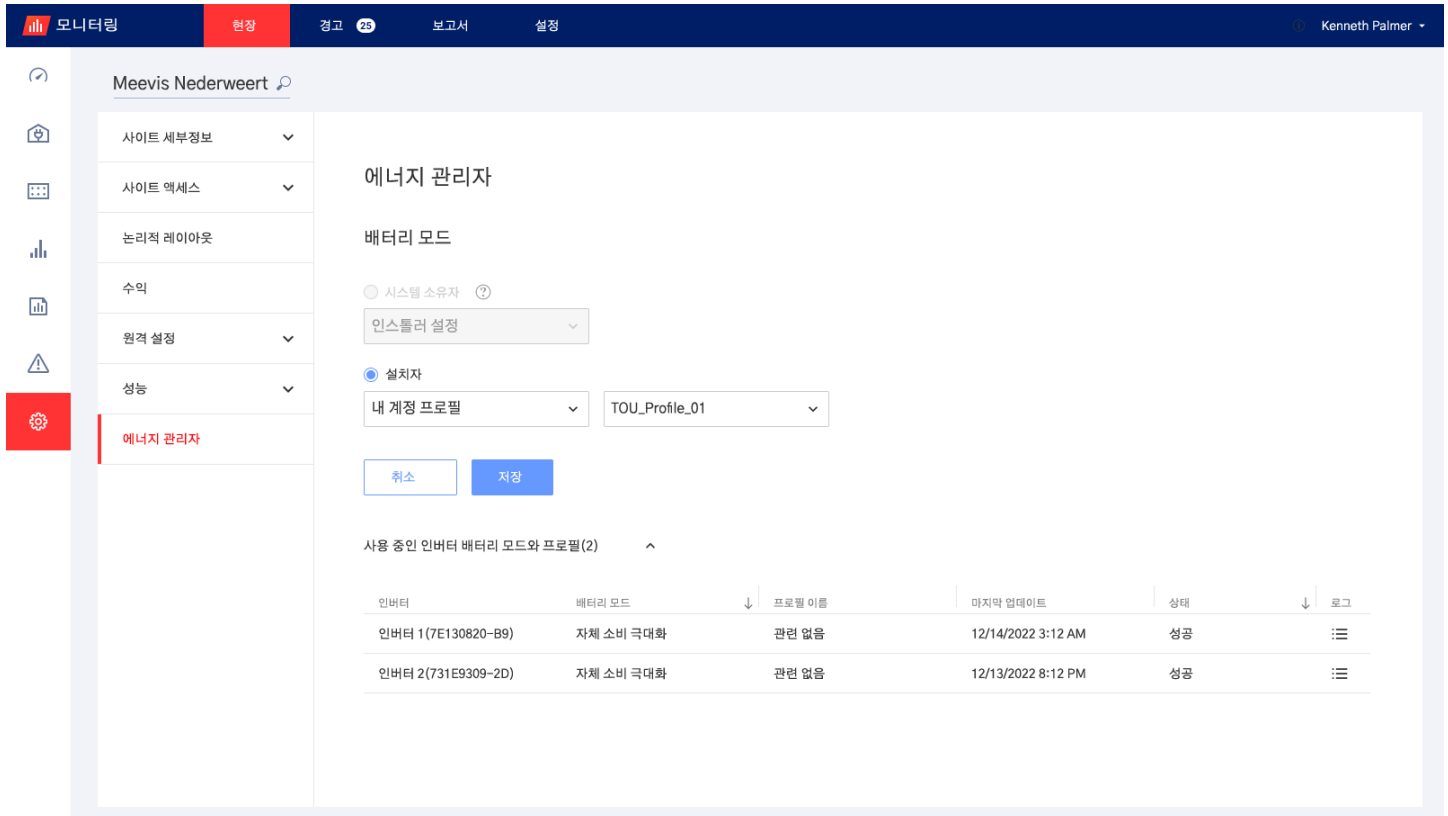 모니터링 현장 경고 25 보고서 설정 Kenneth Palmer
Meevis Nederweert
사이트 세부정보
사이트 액세스
논리적 레이아웃
수익
원격 설정
성능
에너지 관리자
에너지 관리자
배터리 모드
시스템 소유자 ?
인스톨러 설정
설치자
내 계정 프로필 TOU_Profile_01
취소 저장
사용 중인 인버터 배터리 모드와 프로필(2)
인버터 배터리 모드 프로필 이름 마지막 업데이트 상태 로그
인버터 1(7E130820-B9) 자체 소비 극대화 관련 없음 12/14/2022 3:12 AM 성공
인버터 2(731E9309-2D) 자체 소비 극대화 관련 없음 12/13/2022 8:12 PM 성공